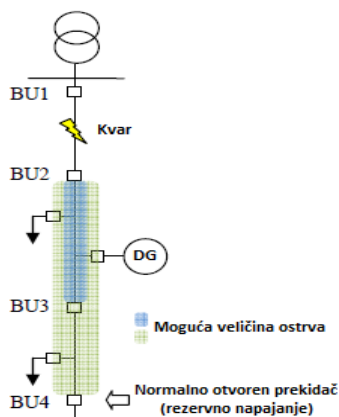 BU1
Kvar
BU2
DG
BU3
Moguća veličina ostrva
BU4
Normalno otvoren prekidač
(rezervno napajanje)